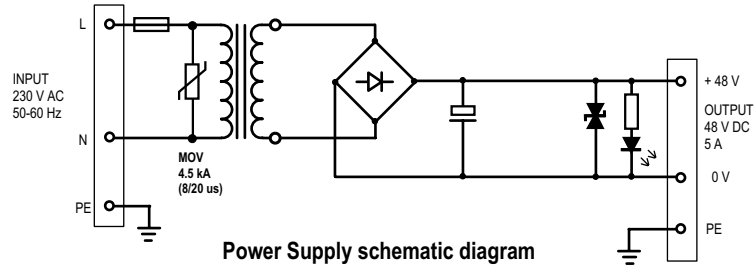 L
INPUT
230 V AC
50-60 Hz
N
PE
MOV
4.5 kA
(8/20 us)
+ 48 V
OUTPUT
48 V DC
5 A
0 V
PE
Power Supply schematic diagram